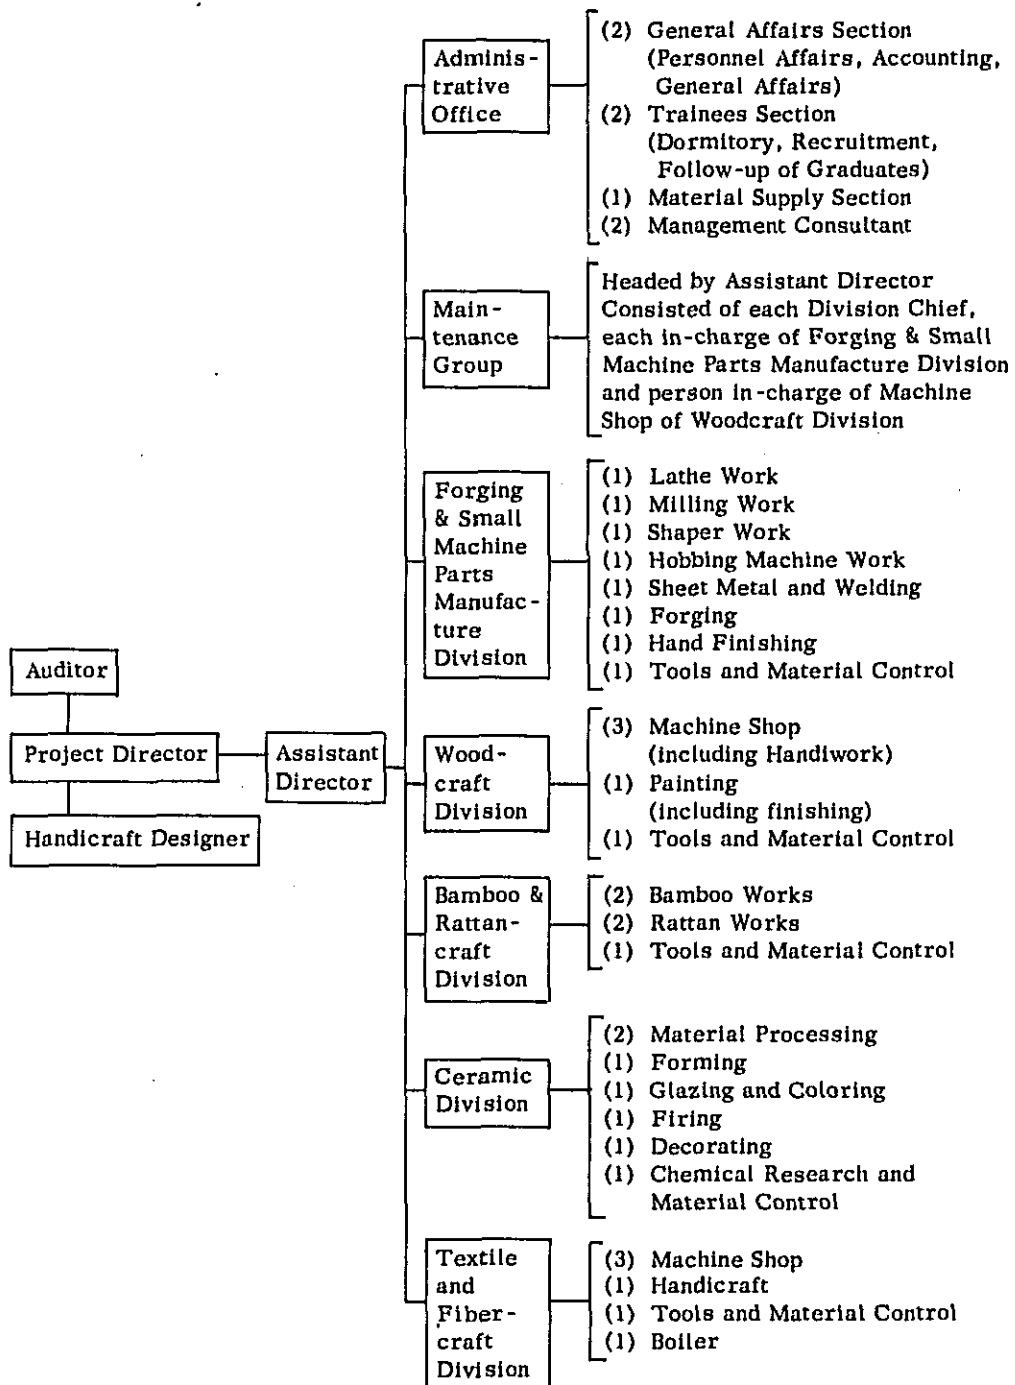 Adminis-
trative
Office
(2) General Affairs Section
(Personnel Affairs, Accounting,
General Affairs)
(2) Trainees Section
(Dormitory, Recruitment,
Follow-up of Graduates)
(1) Material Supply Section
(2) Management Consultant
Main-
tenance
Group
Headed by Assistant Director
Consisted of each Division Chief,
each in-charge of Forging & Small
Machine Parts Manufacture Division
and person in-charge of Machine
Shop of Woodcraft Division
Forging
& Small
Machine
Parts
Manufac-
ture
Division
(1) Lathe Work
(1) Milling Work
(1) Shaper Work
(1) Hobbing Machine Work
(1) Sheet Metal and Welding
(1) Forging
(1) Hand Finishing
(1) Tools and Material Control
Auditor
Project Director
Handicraft Designer
Assistant
Director
Wood-
craft
Division
(3) Machine Shop
(including Handiwork)
(1) Painting
(including finishing)
(1) Tools and Material Control
Bamboo &
Rattan-
craft
Division
(2) Bamboo Works
(2) Rattan Works
(1) Tools and Material Control
Ceramic
Division
(2) Material Processing
(1) Forming
(1) Glazing and Coloring
(1) Firing
(1) Decorating
(1) Chemical Research and
Material Control
Textile
and
Fiber-
craft
Division
(3) Machine Shop
(1) Handicraft
(1) Tools and Material Control
(1) Boiler